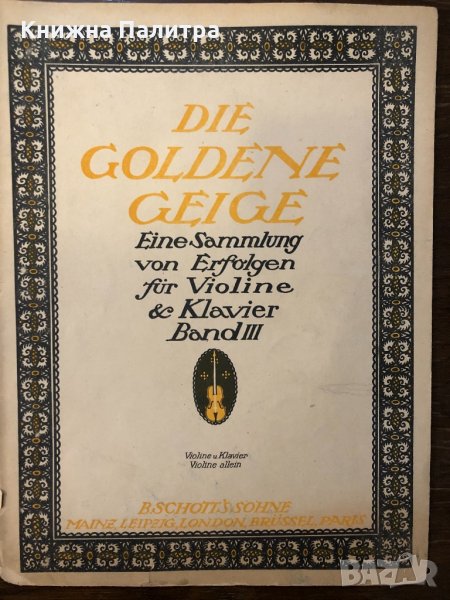 Книжна Палитра
DIE
GOLDENE
GEIGE
Eine Sammlung
von Erfolgen
für Violine
& Klavier
Band III
Violine u. Klavier
Violine allein
B. SCHOTT'S SÖHNE
MAINZ, LEIPZIG, LONDON, BRÜSSEL, PARIS
BAZAR